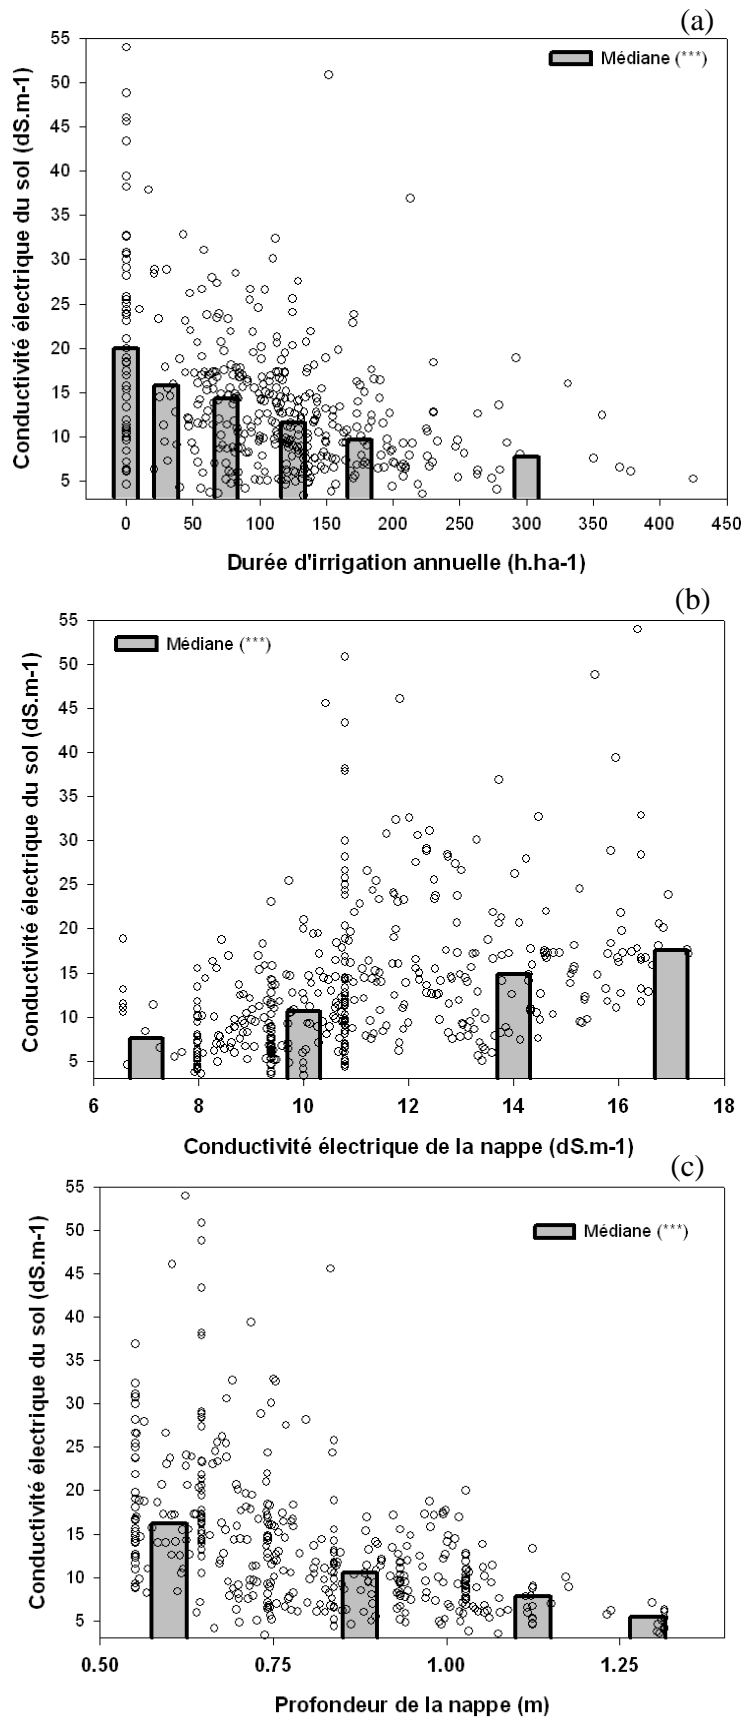 (a)
55
50
45
40
35
30
25
20
15
10
5
Conductivité électrique du sol (dS.m-1)
Médiane (***)
0 50 100 150 200 250 300 350 400 450
Durée d'irrigation annuelle (h.ha-1)
(b)
55
50
45
40
35
30
25
20
15
10
5
Conductivité électrique du sol (dS.m-1)
Médiane (***)
6 8 10 12 14 16 18
Conductivité électrique de la nappe (dS.m-1)
(c)
55
50
45
40
35
30
25
20
15
10
5
Conductivité électrique du sol (dS.m-1)
Médiane (***)
0.50 0.75 1.00 1.25
Profondeur de la nappe (m)